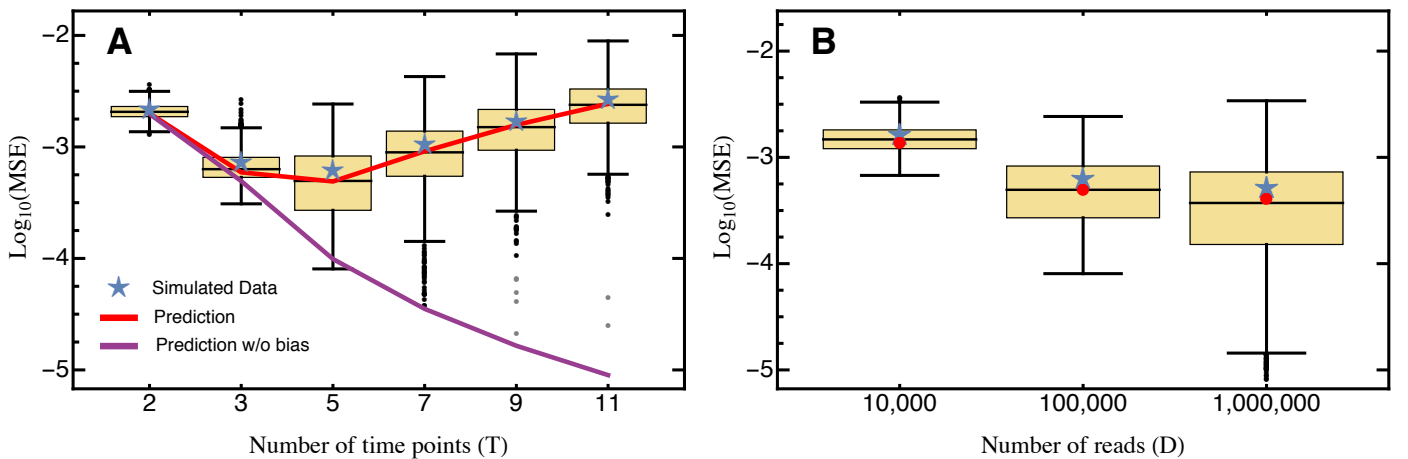 A
−2
−3
−4
−5
Log10(MSE)
Simulated Data
Prediction
Prediction w/o bias
2 3 5 7 9 11
Number of time points (T)
B
−2
−3
−4
−5
Log10(MSE)
10,000 100,000 1,000,000
Number of reads (D)